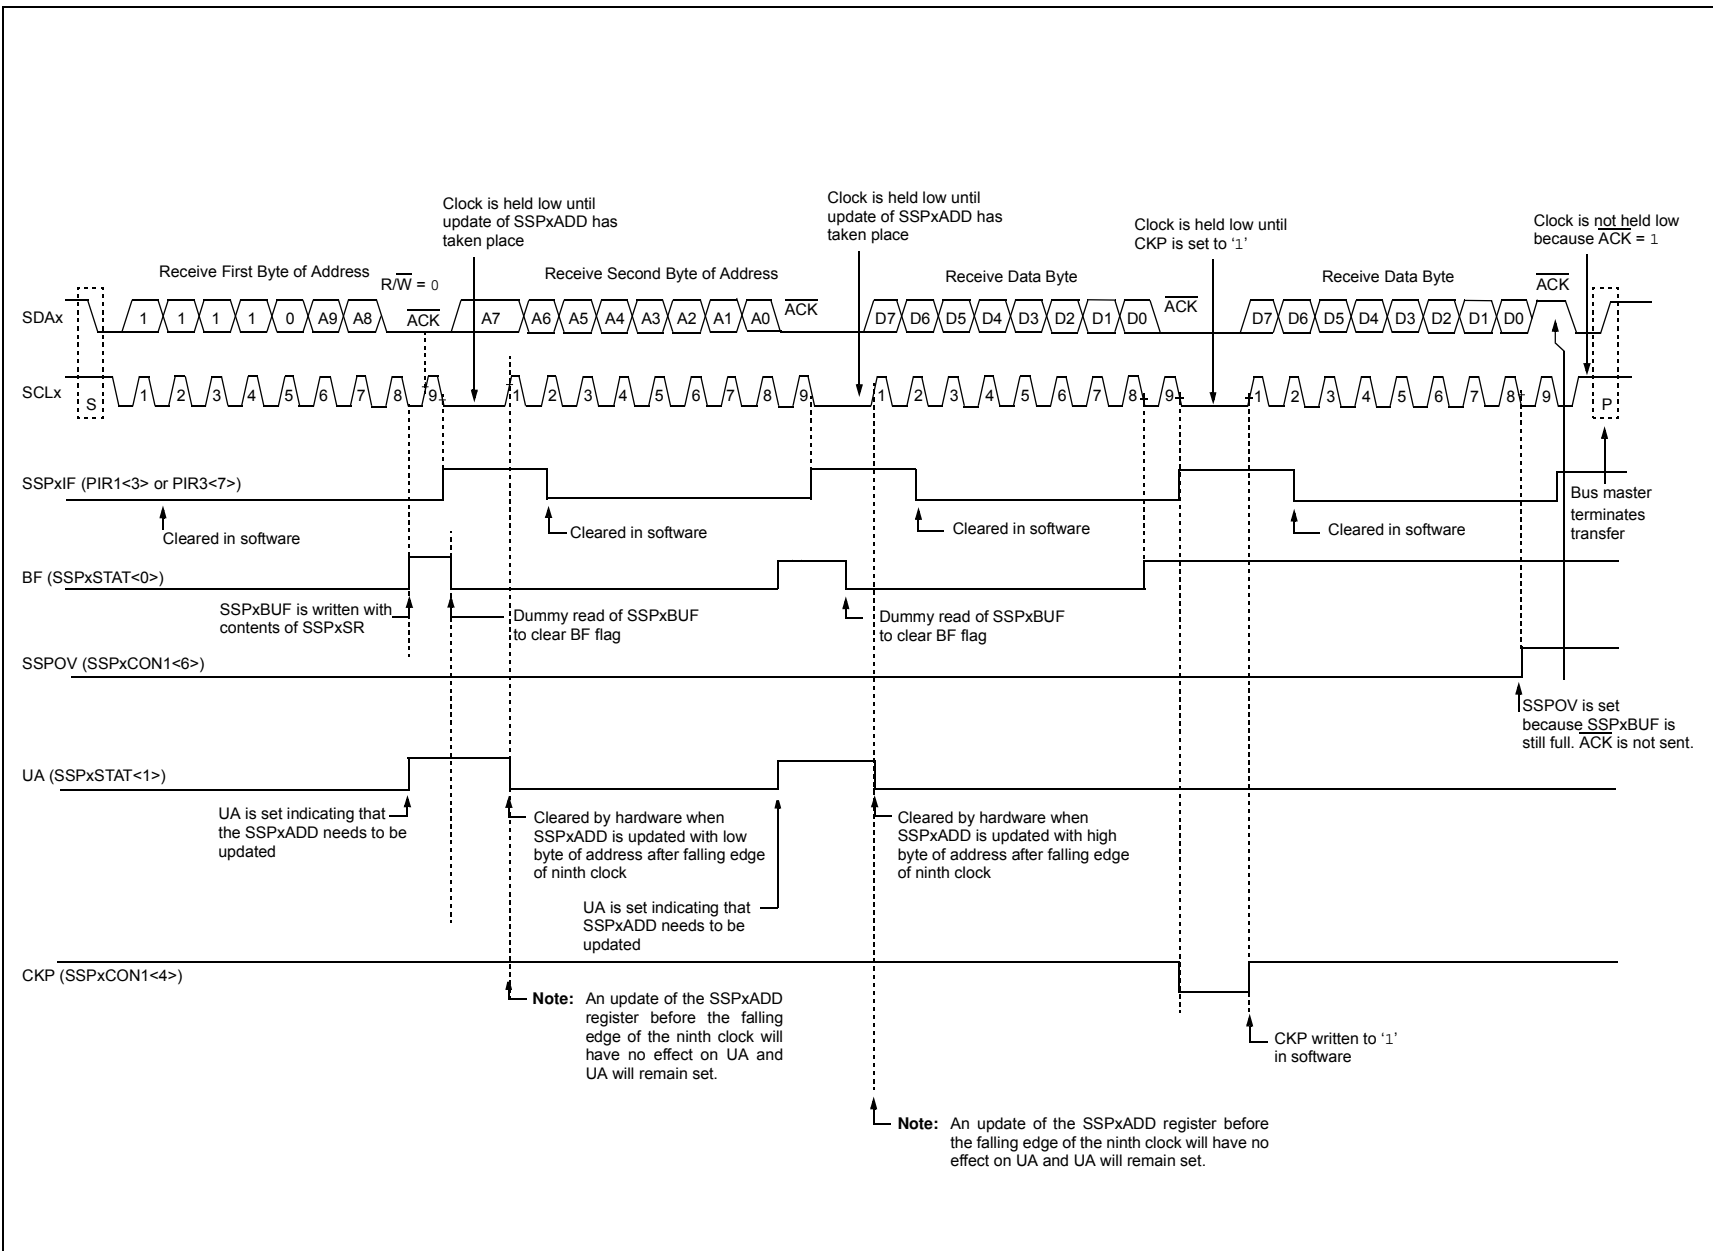 Clock is held low until
update of SSPxADD has
taken place
Clock is held low until
update of SSPxADD has
taken place
Clock is held low until
CKP is set to ‘1’
Clock is not held low
because ACK = 1
Receive First Byte of Address
R/W = 0
Receive Second Byte of Address
Receive Data Byte
Receive Data Byte
SDAx
1 1 1 1 0 A9 A8 ACK
A7 A6 A5 A4 A3 A2 A1 A0 ACK
D7 D6 D5 D4 D3 D2 D1 D0 ACK
D7 D6 D5 D4 D3 D2 D1 D0 ACK
SCLx
S 1 2 3 4 5 6 7 8 9
1 2 3 4 5 6 7 8 9
1 2 3 4 5 6 7 8 9
1 2 3 4 5 6 7 8 9 P
SSPxIF (PIR1<3> or PIR3<7>)
Cleared in software
Cleared in software
Cleared in software
Cleared in software
Bus master
terminates
transfer
BF (SSPxSTAT<0>)
SSPxBUF is written with
contents of SSPxSR
Dummy read of SSPxBUF
to clear BF flag
Dummy read of SSPxBUF
to clear BF flag
SSPOV (SSPxCON1<6>)
SSPOV is set
because SSPxBUF is
still full. ACK is not sent.
UA (SSPxSTAT<1>)
UA is set indicating that
the SSPxADD needs to be
updated
Cleared by hardware when
SSPxADD is updated with low
byte of address after falling edge
of ninth clock
UA is set indicating that
SSPxADD needs to be
updated
Cleared by hardware when
SSPxADD is updated with high
byte of address after falling edge
of ninth clock
CKP (SSPxCON1<4>)
Note: An update of the SSPxADD
register before the falling
edge of the ninth clock will
have no effect on UA and
UA will remain set.
CKP written to ‘1’
in software
Note: An update of the SSPxADD register before
the falling edge of the ninth clock will have no
effect on UA and UA will remain set.